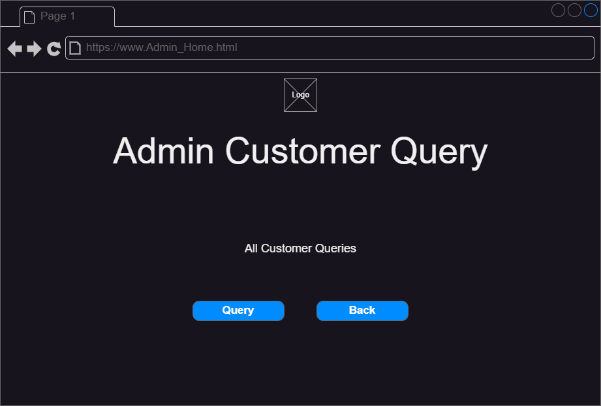 Page 1
https://www.Admin_Home.html
Logo
Admin Customer Query
All Customer Queries
Query
Back